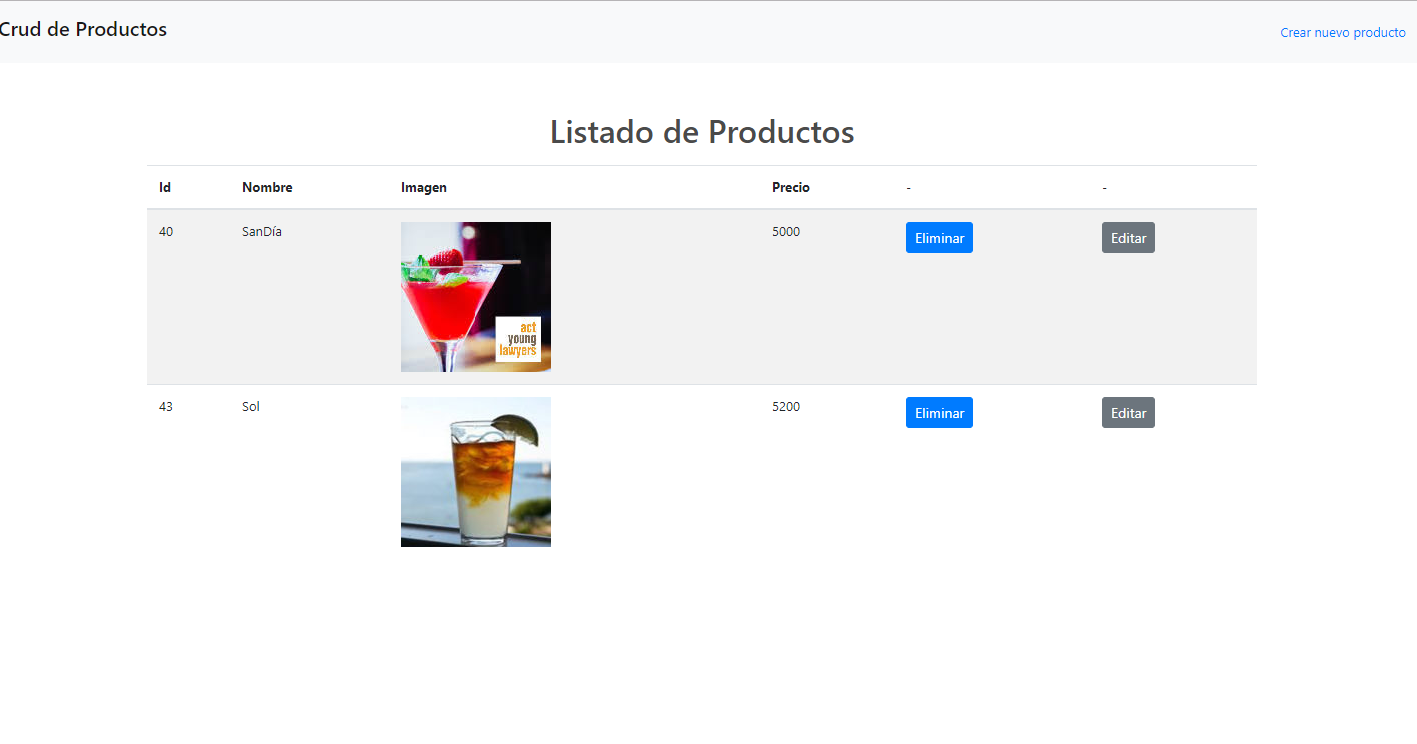 Crud de Productos
Crear nuevo producto
Listado de Productos
Id Nombre Imagen Precio - -
40 SanDía 5000 Eliminar Editar
act
young
lawyers
43 Sol 5200 Eliminar Editar